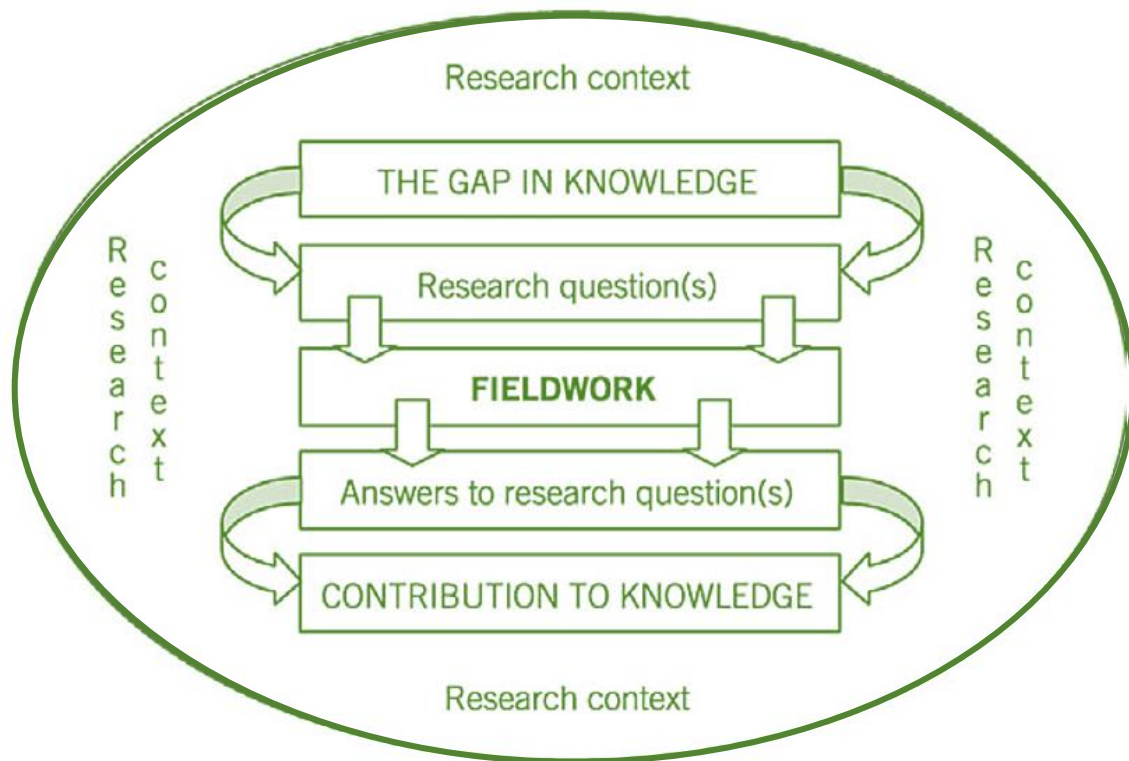 Research context
THE GAP IN KNOWLEDGE
Research context
Research question(s)
FIELDWORK
Answers to research question(s)
CONTRIBUTION TO KNOWLEDGE
Research context
Research context